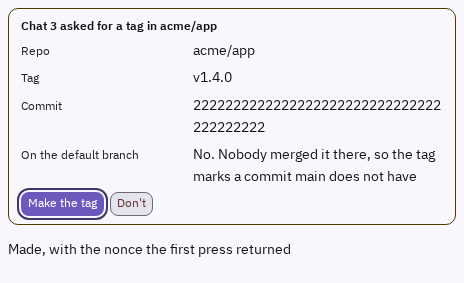 Chat 3 asked for a tag in acme/app
Repo acme/app
Tag v1.4.0
Commit 2222222222222222222222222222222
222222222
On the default branch No. Nobody merged it there, so the tag
marks a commit main does not have
Make the tag Don't
Made, with the nonce the first press returned